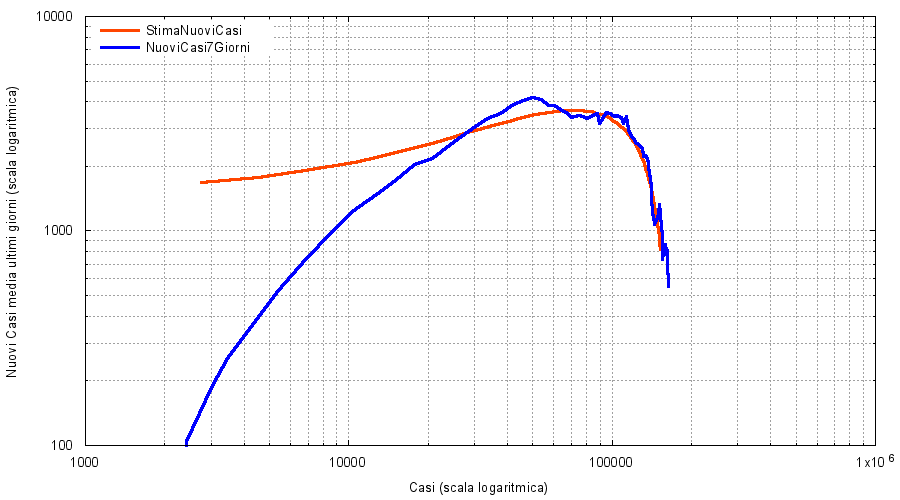 10000
StimaNuoviCasi
NuoviCasi7Giorni
Nuovi Casi media ultimi giorni (scala logaritmica)
1000
100
1000
10000
100000
1x10 6
Casi (scala logaritmica)